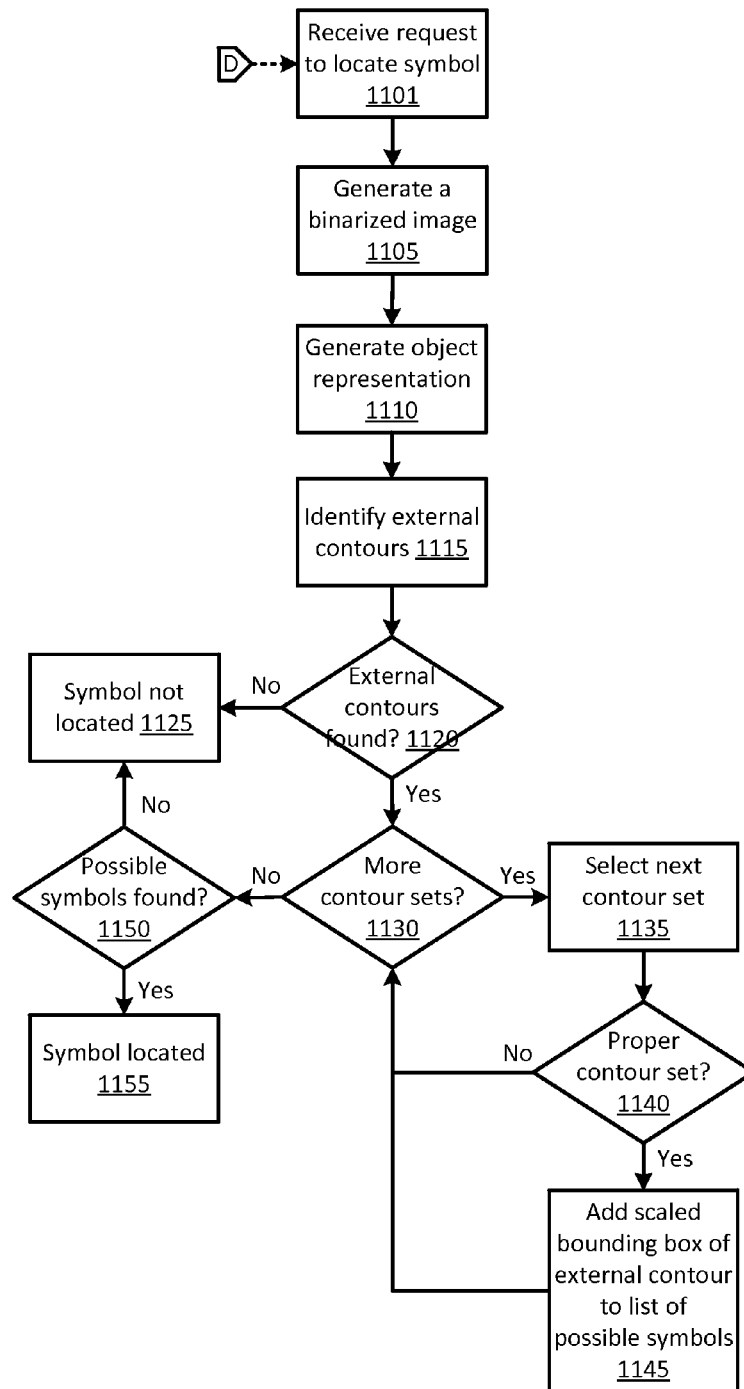 D
Receive request
to locate symbol
1101
Generate a
binarized image
1105
Generate object
representation
1110
Identify external
contours 1115
External
contours
found? 1120
No
Symbol not
located 1125
Yes
More
contour sets?
1130
No
Possible
symbols found?
1150
No
Yes
Symbol located
1155
Yes
Select next
contour set
1135
Proper
contour set?
1140
No
Yes
Add scaled
bounding box of
external contour
to list of
possible symbols
1145